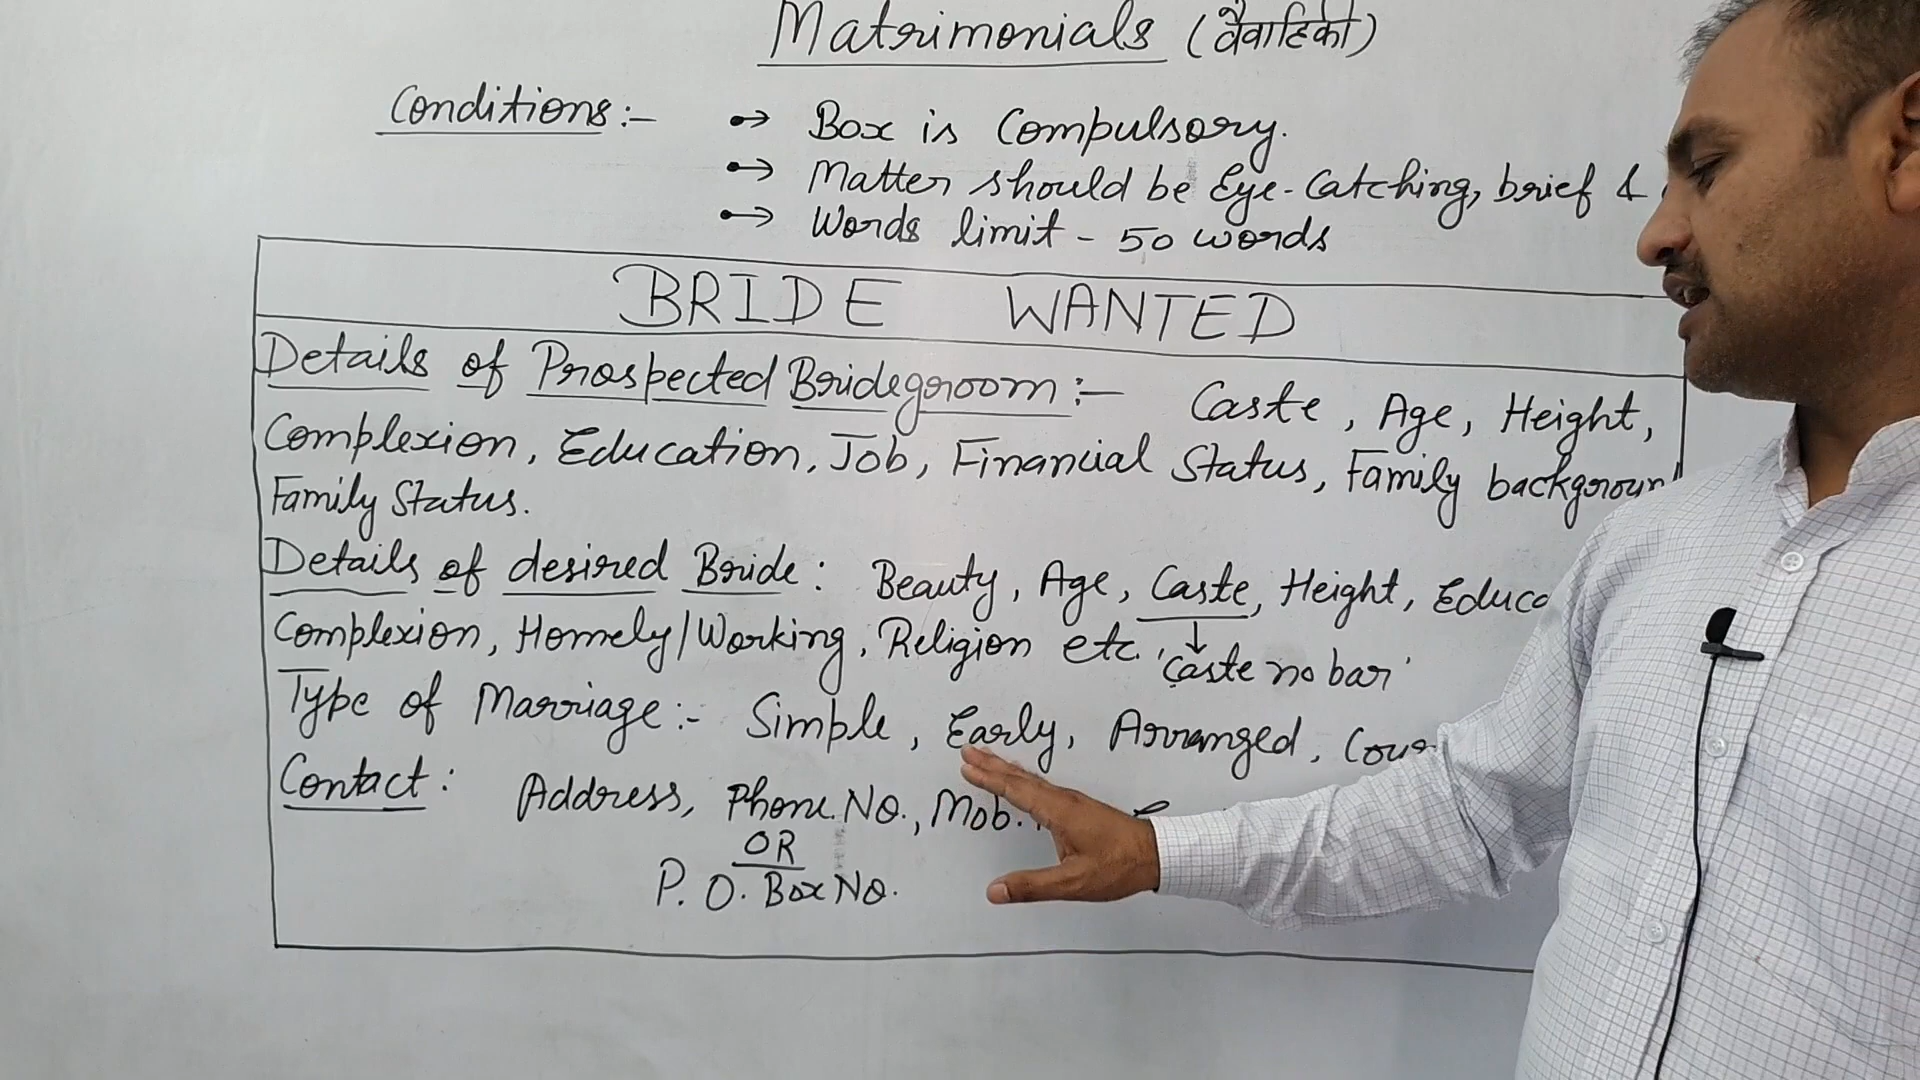 Matrimonials (वैवाहिकी)
Conditions:-
→ Box is Compulsory.
→ Matter should be Eye-Catching, brief &
→ Words limit - 50 words
BRIDE WANTED
Details of Prospected Bridegroom:- Caste, Age, Height,
Complexion, Education, Job, Financial Status, Family background
Family Status.
Details of desired Bride: Beauty, Age, Caste, Height,
Complexion, Homely/Working, Religion etc. 'Caste no bar'
Type of Marriage:- Simple, Early, Arranged,
Contact: Address, Phone No., Mob.
OR
P. O. Box No.